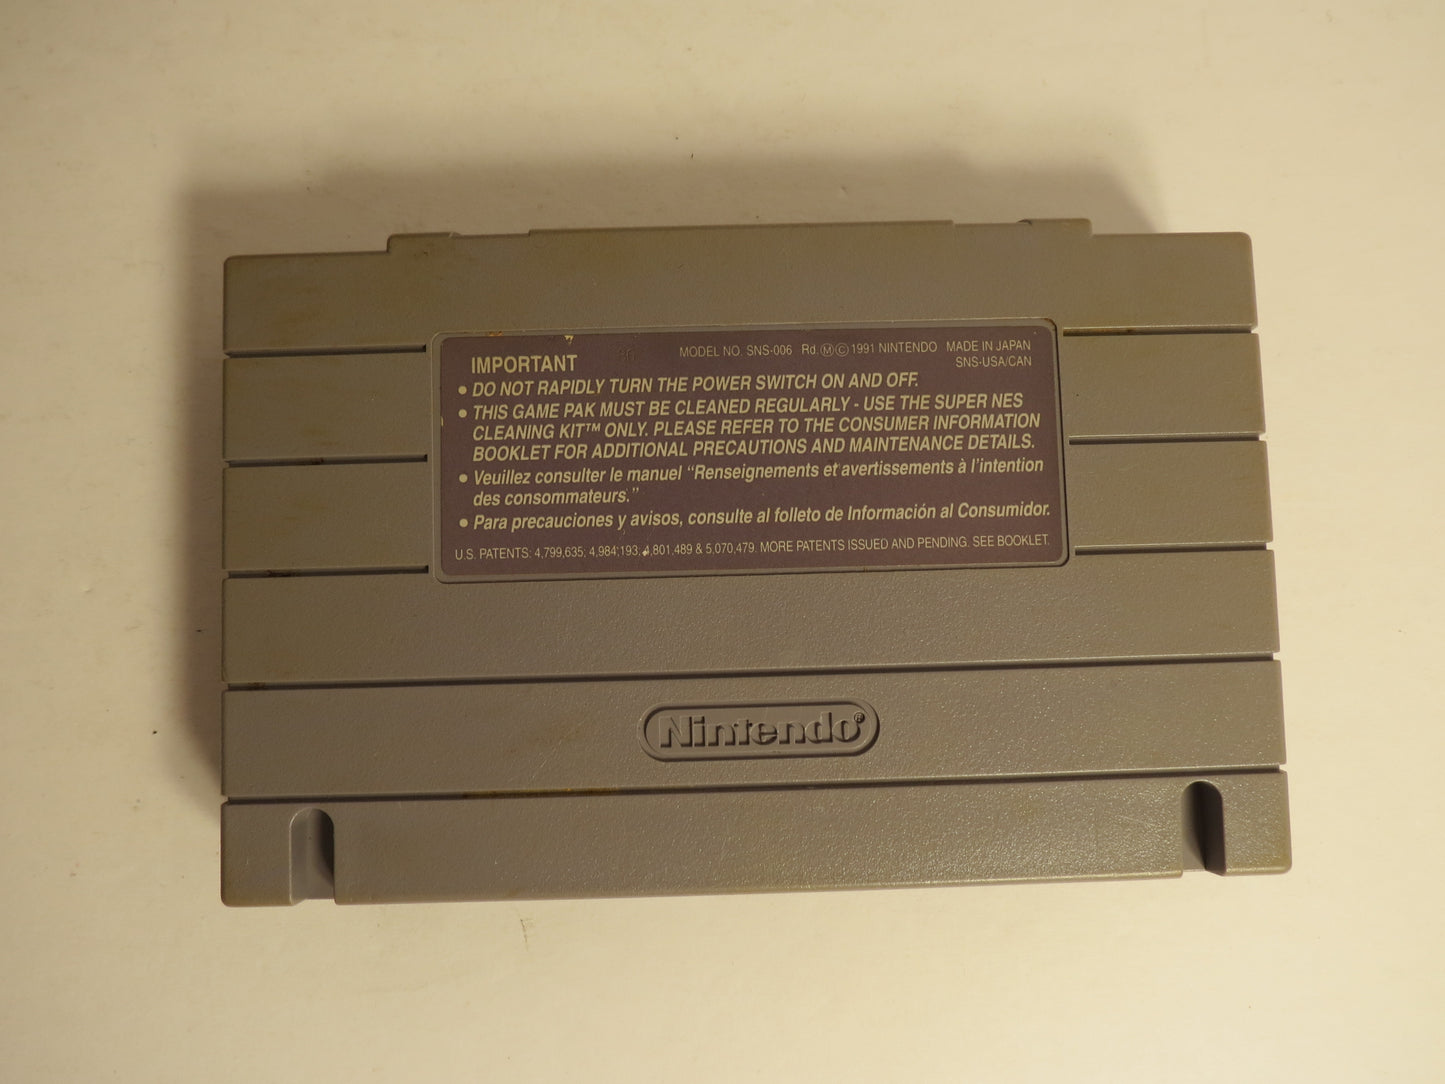 IMPORTANT
MODEL NO. SNS-006 Rd. Ⓜ© 1991 NINTENDO MADE IN JAPAN
SNS-USA/CAN
• DO NOT RAPIDLY TURN THE POWER SWITCH ON AND OFF.
• THIS GAME PAK MUST BE CLEANED REGULARLY - USE THE SUPER NES
CLEANING KIT™ ONLY. PLEASE REFER TO THE CONSUMER INFORMATION
BOOKLET FOR ADDITIONAL PRECAUTIONS AND MAINTENANCE DETAILS.
• Veuillez consulter le manuel "Renseignements et avertissements à l'intention
des consommateurs."
• Para precauciones y avisos, consulte al folleto de Información al Consumidor.
U.S. PATENTS: 4,799,635; 4,984,193; 4,801,489 & 5,070,479. MORE PATENTS ISSUED AND PENDING. SEE BOOKLET.
Nintendo®